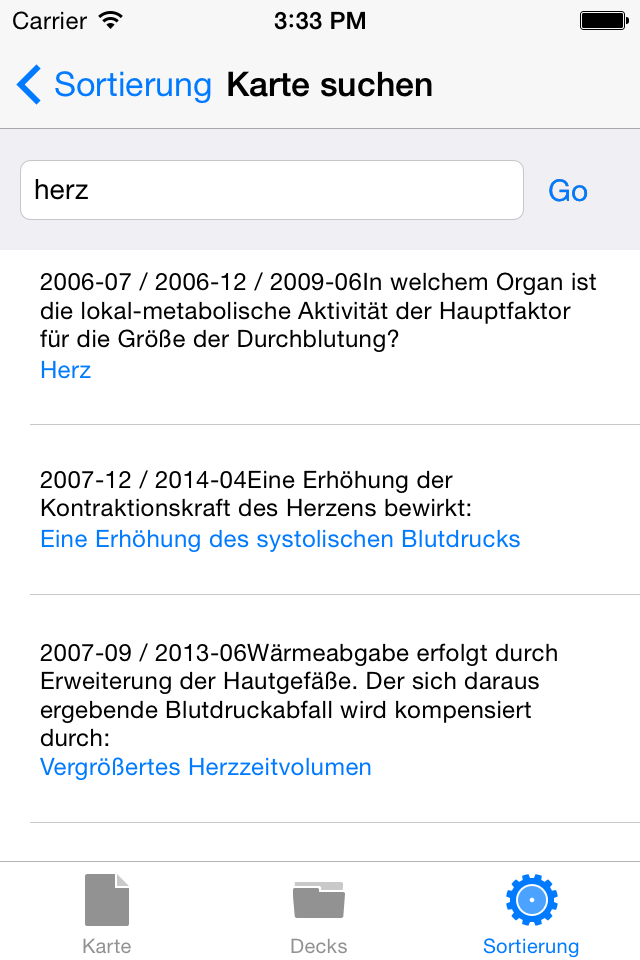 Carrier 3:33 PM
Sortierung Karte suchen
herz Go
2006-07 / 2006-12 / 2009-06In welchem Organ ist
die lokal-metabolische Aktivität der Hauptfaktor
für die Größe der Durchblutung?
Herz
2007-12 / 2014-04Eine Erhöhung der
Kontraktionskraft des Herzens bewirkt:
Eine Erhöhung des systolischen Blutdrucks
2007-09 / 2013-06Wärmeabgabe erfolgt durch
Erweiterung der Hautgefäße. Der sich daraus
ergebende Blutdruckabfall wird kompensiert
durch:
Vergrößertes Herzzeitvolumen
Karte Decks Sortierung